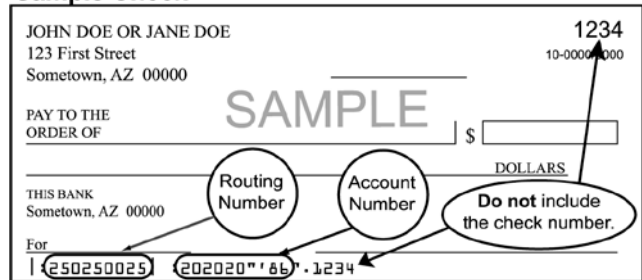 Sample Check
JOHN DOE OR JANE DOE
123 First Street
Sometown, AZ 00000
1234
SAMPLE
PAY TO THE
ORDER OF
$
DOLLARS
Routing
Number
Account
Number
Do not include
the check number.
THIS BANK
Sometown, AZ 00000
For
250250025 202020"'86".1234